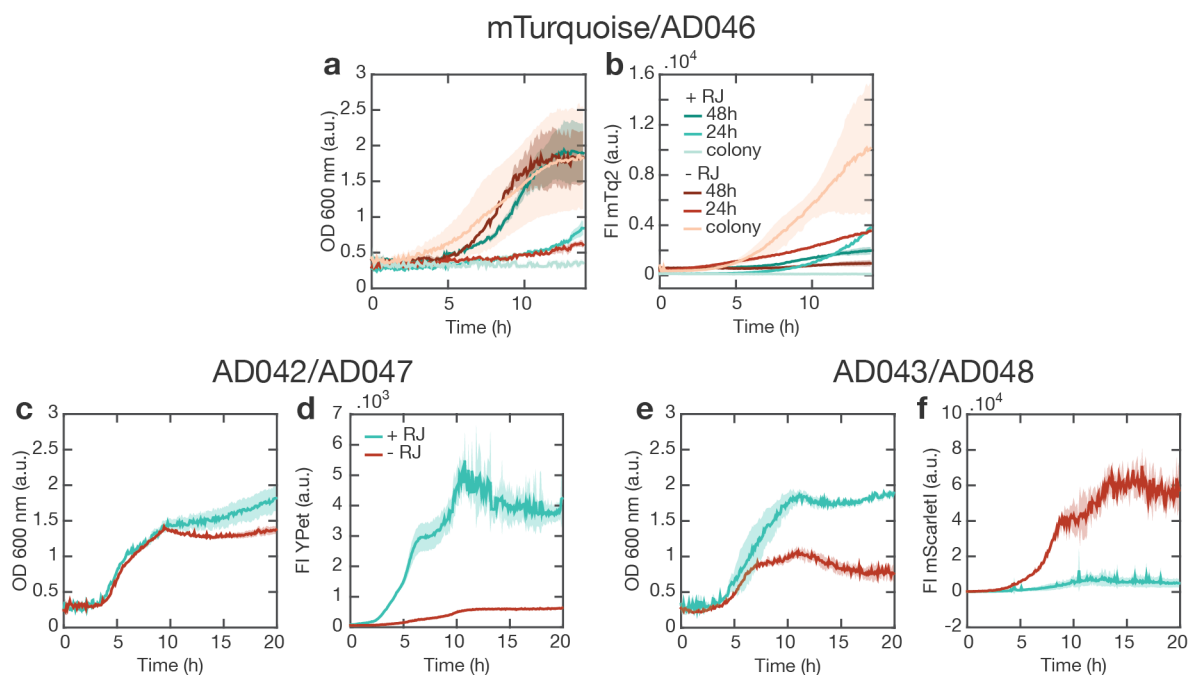 mTurquoise/AD046
a
OD 600 nm (a.u.)
3
2.5
2
1.5
1
0.5
0
0
5
10
Time (h)
b
.10⁴
FI mTq2 (a.u.)
1.6
1.2
0.8
0.4
0
0
5
10
Time (h)
+ RJ
48h
24h
colony
- RJ
48h
24h
colony
AD042/AD047
c
OD 600 nm (a.u.)
3
2.5
2
1.5
1
0.5
0
0
5
10
15
20
Time (h)
d
.10³
FI YPet (a.u.)
7
6
5
4
3
2
1
0
0
5
10
15
20
Time (h)
+ RJ
- RJ
AD043/AD048
e
OD 600 nm (a.u.)
3
2.5
2
1.5
1
0.5
0
0
5
10
15
20
Time (h)
f
.10⁴
FI mScarletI (a.u.)
10
80
60
40
20
0
-2
0
5
10
15
20
Time (h)